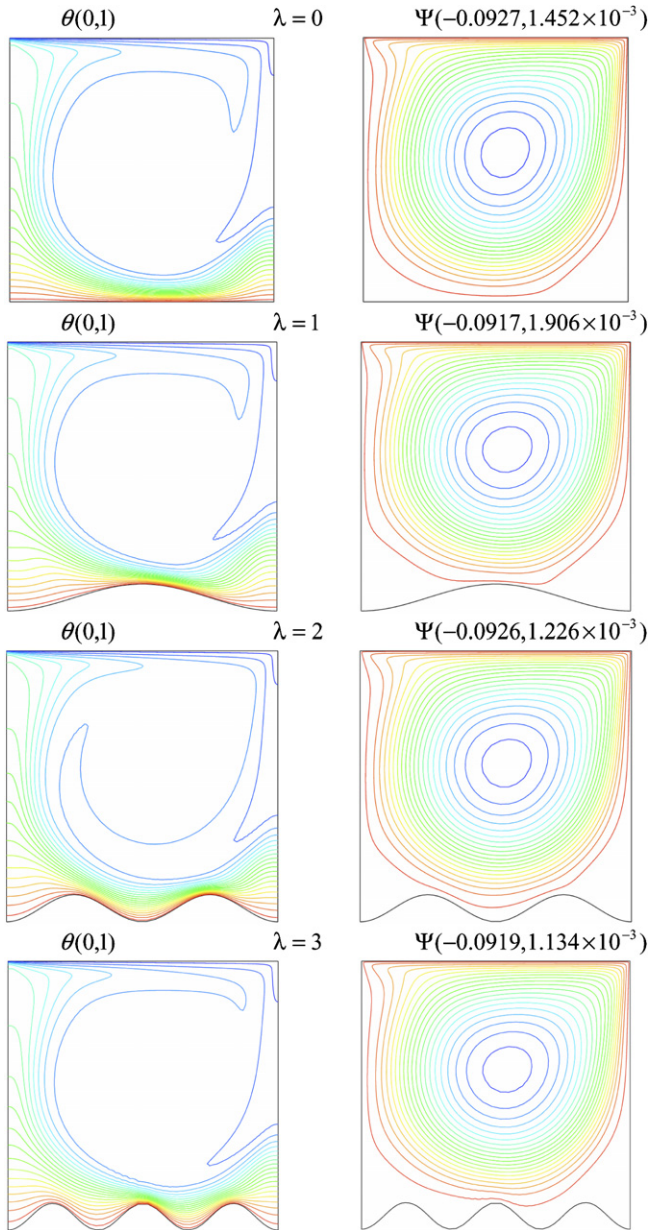 θ(0,1) λ = 0 Ψ(−0.0927,1.452×10⁻³)
θ(0,1) λ = 1 Ψ(−0.0917,1.906×10⁻³)
θ(0,1) λ = 2 Ψ(−0.0926,1.226×10⁻³)
θ(0,1) λ = 3 Ψ(−0.0919,1.134×10⁻³)